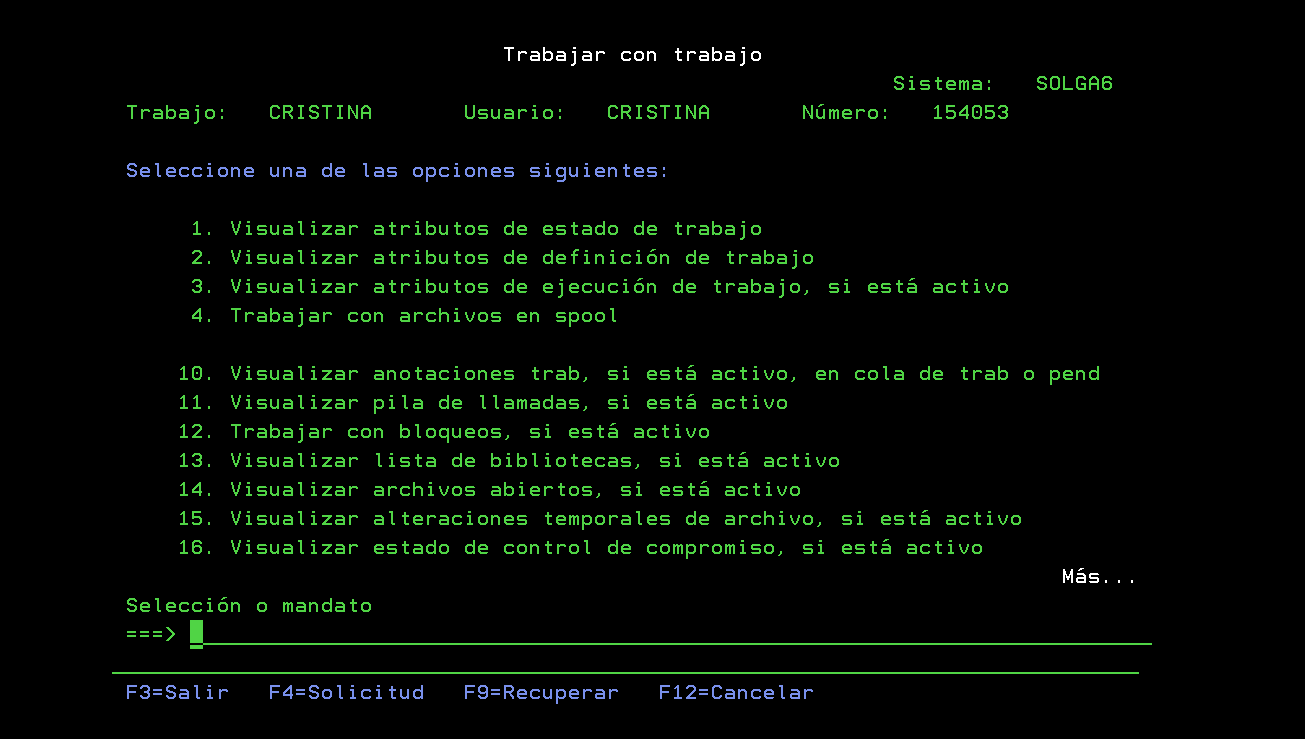 Trabajar con trabajo
Sistema: SOLGA6
Trabajo: CRISTINA Usuario: CRISTINA Número: 154053
Seleccione una de las opciones siguientes:
1. Visualizar atributos de estado de trabajo
2. Visualizar atributos de definición de trabajo
3. Visualizar atributos de ejecución de trabajo, si está activo
4. Trabajar con archivos en spool
10. Visualizar anotaciones trab, si está activo, en cola de trab o pend
11. Visualizar pila de llamadas, si está activo
12. Trabajar con bloqueos, si está activo
13. Visualizar lista de bibliotecas, si está activo
14. Visualizar archivos abiertos, si está activo
15. Visualizar alteraciones temporales de archivo, si está activo
16. Visualizar estado de control de compromiso, si está activo
Más...
Selección o mandato
===>
F3=Salir F4=Solicitud F9=Recuperar F12=Cancelar